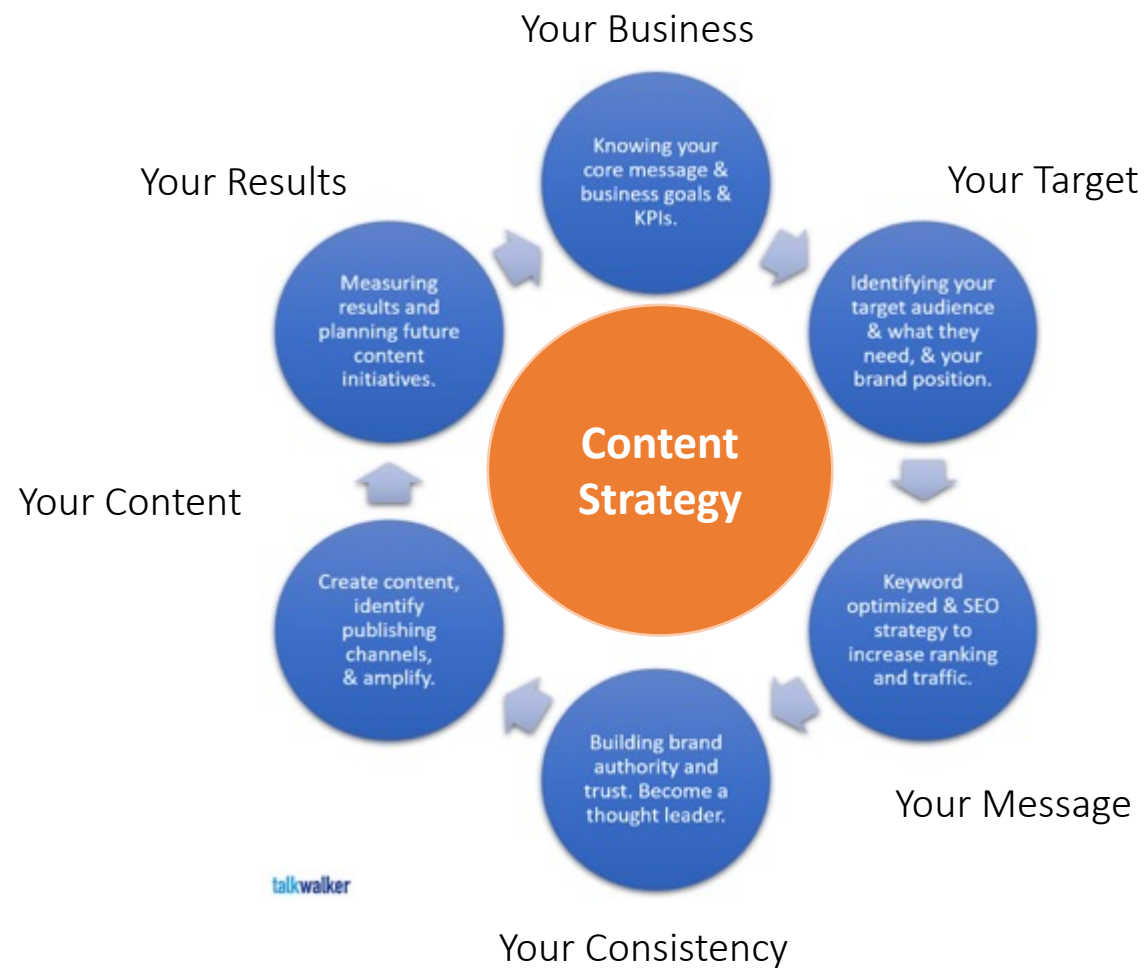 Your Business
Knowing your
core message &
business goals &
KPIs.
Your Target
Identifying your
target audience
& what they
need, & your
brand position.
Keyword
optimized & SEO
strategy to
increase ranking
and traffic.
Your Message
Building brand
authority and
trust. Become a
thought leader.
Your Consistency
Create content,
identify
publishing
channels,
& amplify.
Your Content
Measuring
results and
planning future
content
initiatives.
Your Results
Content
Strategy
talkwalker